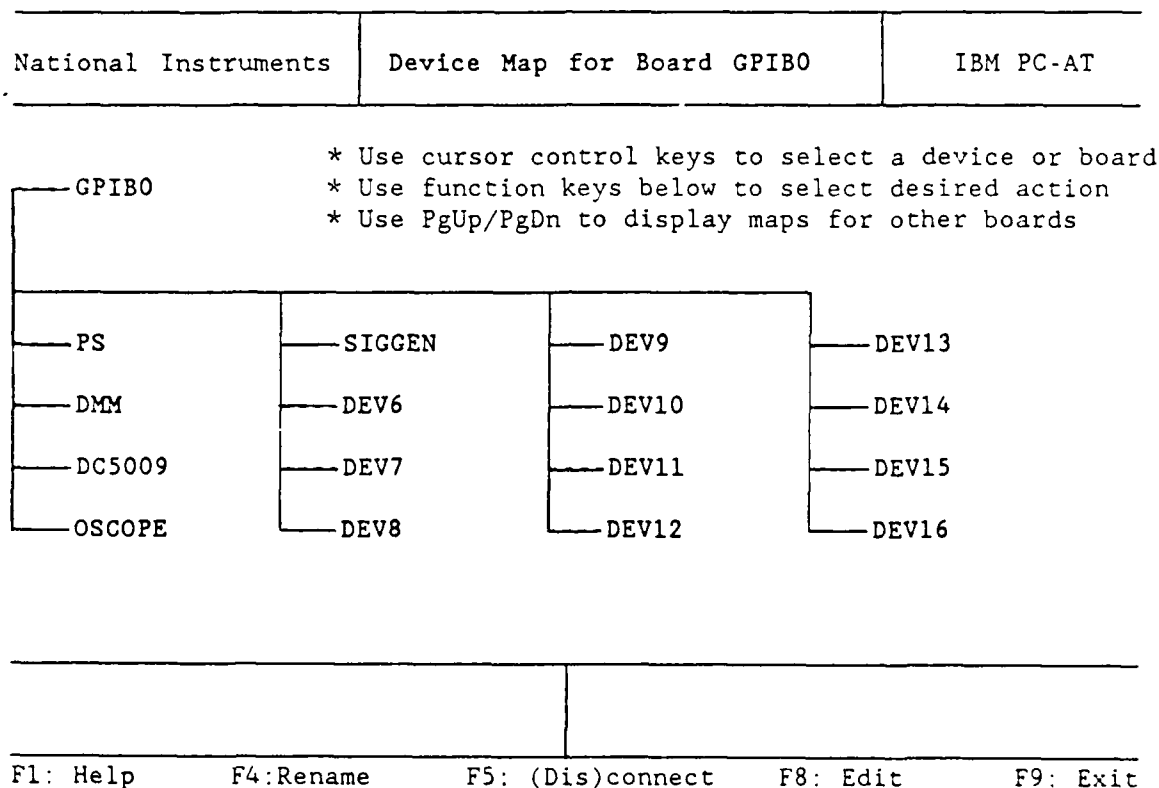 National Instruments Device Map for Board GPIB0 IBM PC-AT
* Use cursor control keys to select a device or board
GPIB0 * Use function keys below to select desired action
* Use PgUp/PgDn to display maps for other boards
PS SIGGEN DEV9 DEV13
DMM DEV6 DEV10 DEV14
DC5009 DEV7 DEV11 DEV15
OSCOPE DEV8 DEV12 DEV16
F1: Help F4:Rename F5: (Dis)connect F8: Edit F9: Exit